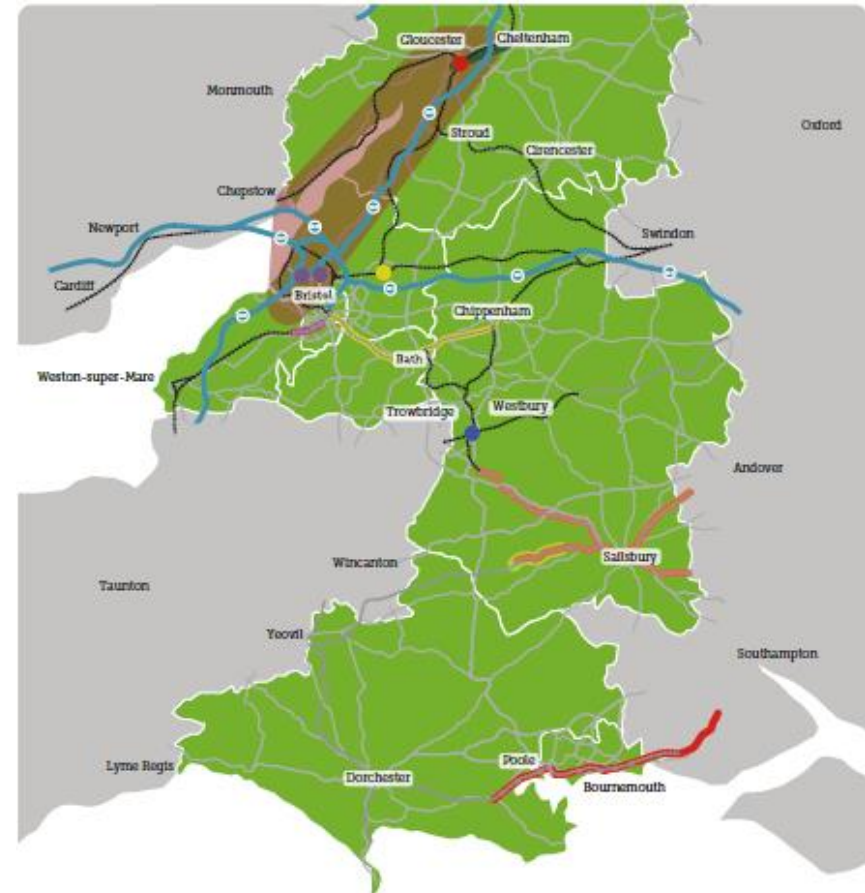 Gloucester
Cheltenham
Monmouth
Oxford
Stroud
Cirencester
Chepstow
Newport
Swindon
Cardiff
Bristol
Chippenham
Weston-super-Mare
Bath
Trowbridge
Westbury
Andover
Wincanton
Sailsbury
Taunton
Yeovil
Southampton
Lyme Regis
Poole
Dorchester
Bournemouth